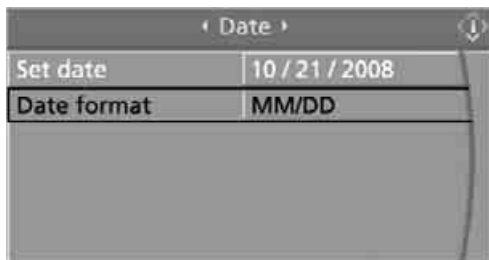 Date
Set date 10 / 21 / 2008
Date format MM/DD